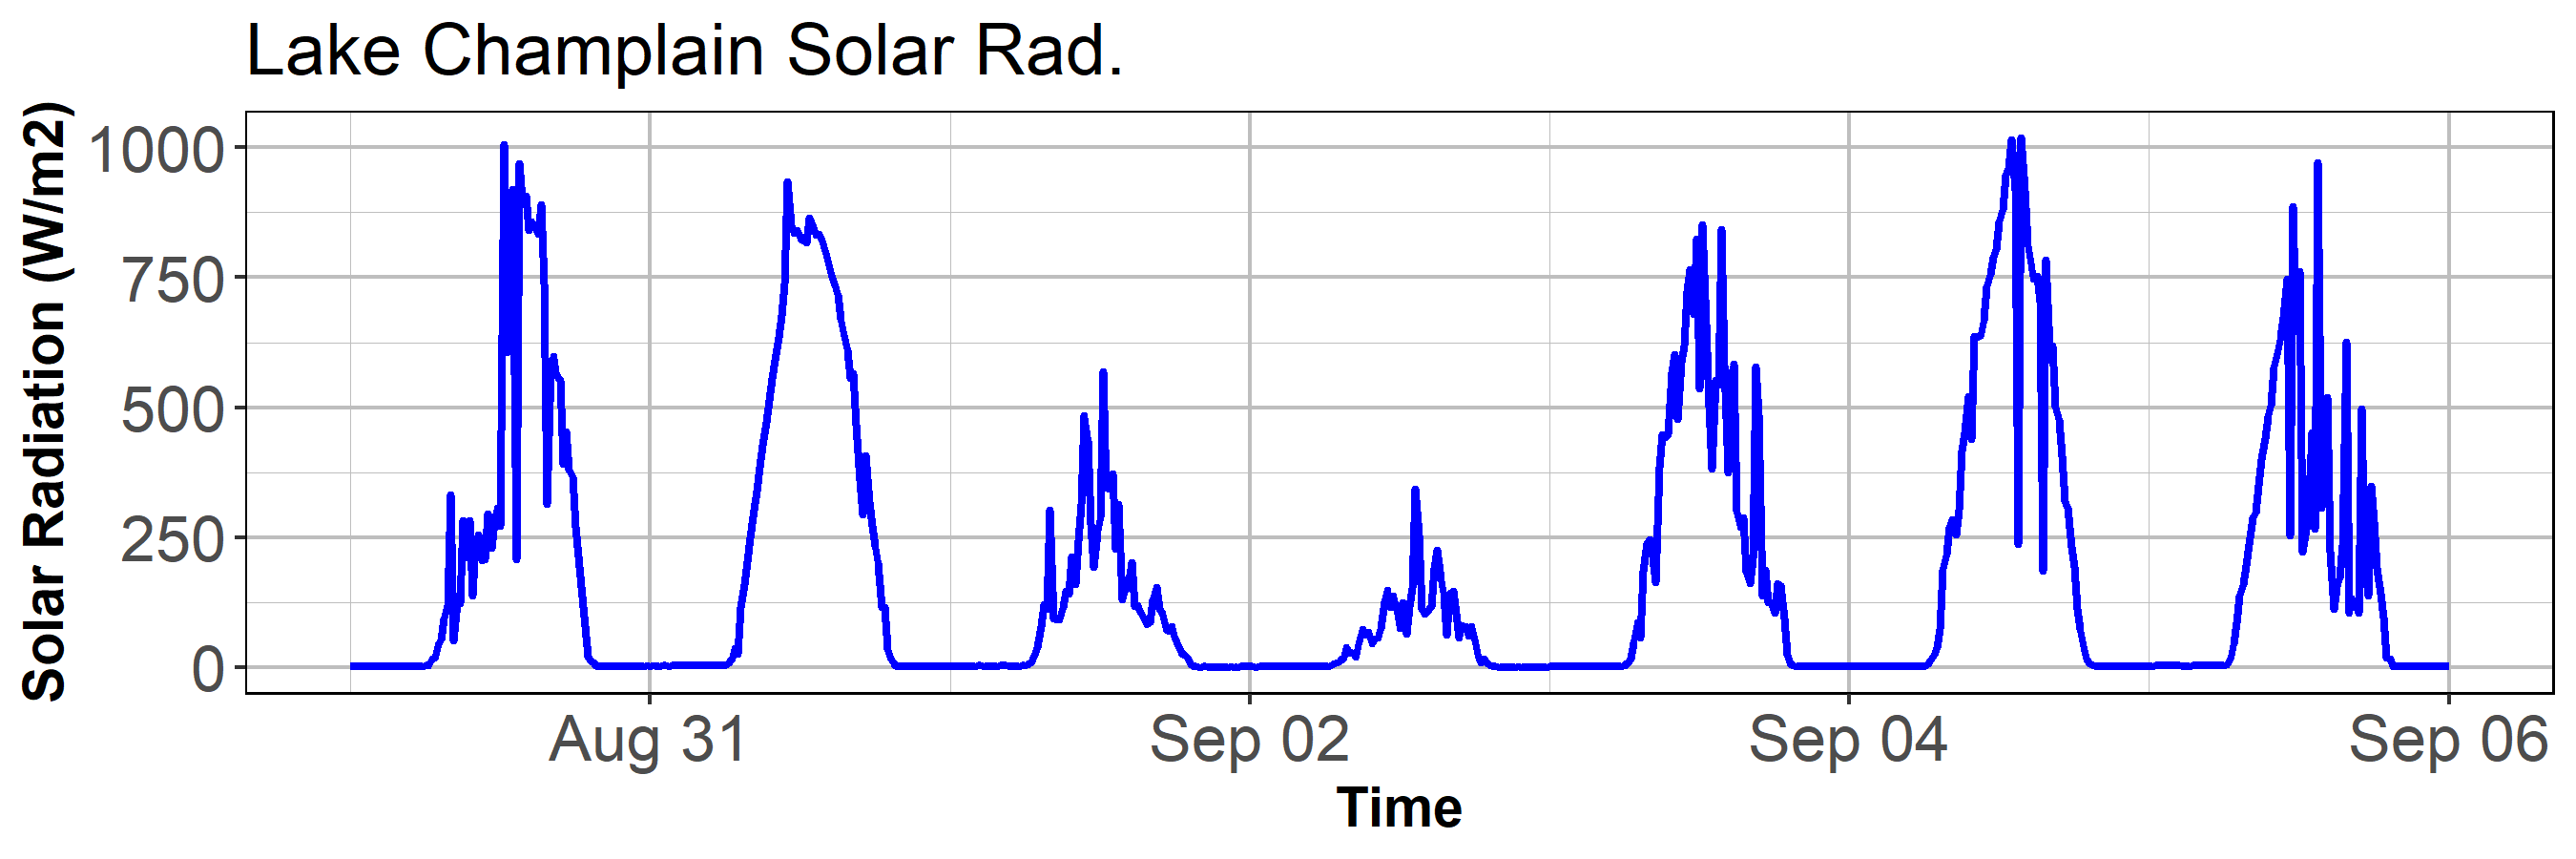 Lake Champlain Solar Rad.
Solar Radiation (W/m2)
1000
750
500
250
0
Aug 31 Sep 02 Sep 04 Sep 06
Time